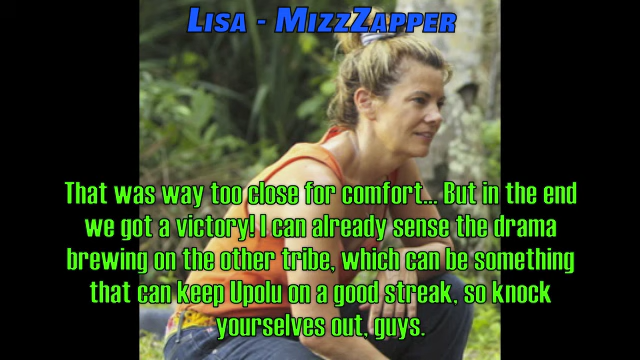 Lisa - MizzZapper
That was way too close for comfort... But in the end
we got a victory! I can already sense the drama
brewing on the other tribe, which can be something
that can keep Upolu on a good streak, so knock
yourselves out, guys.